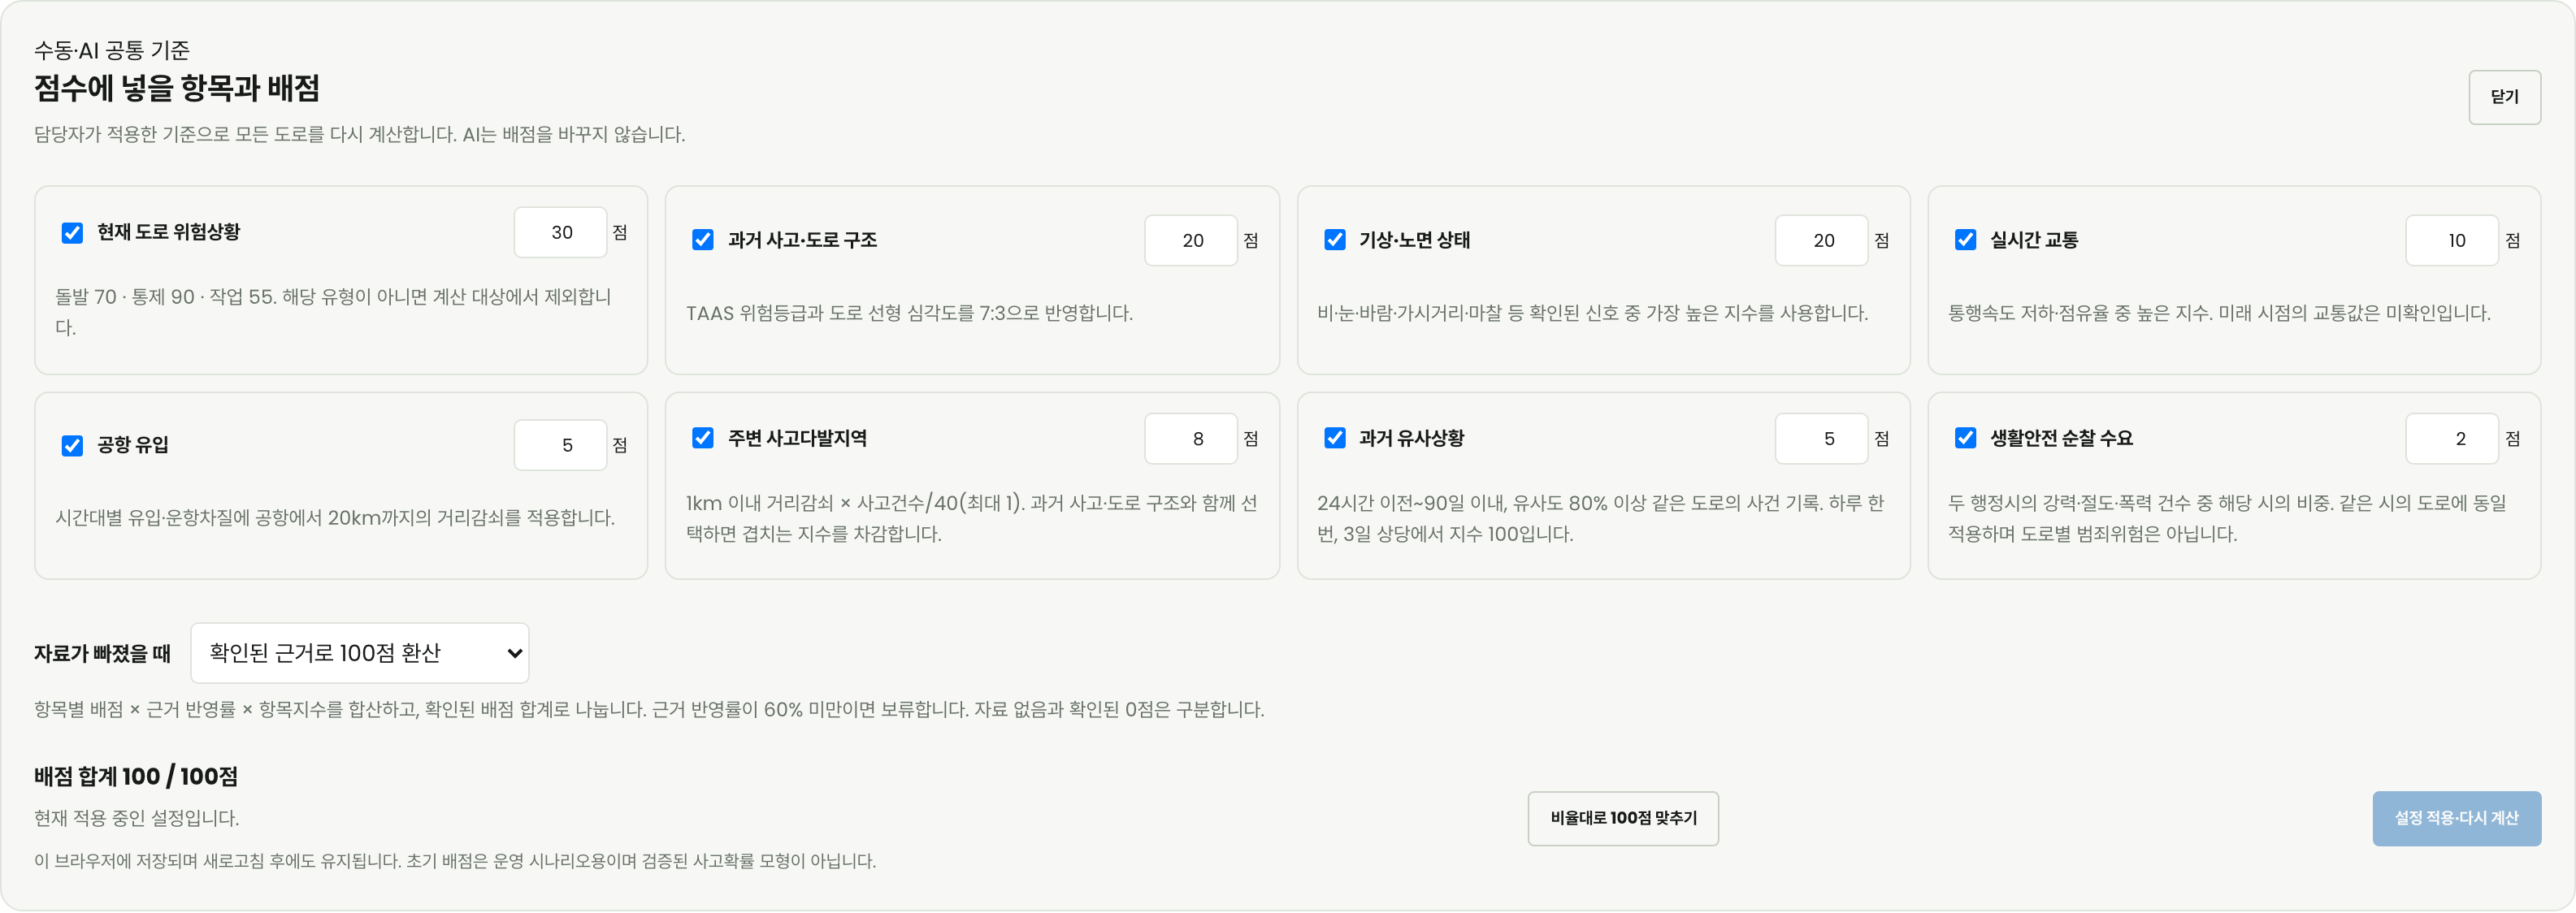 수동·AI 공통 기준
점수에 넣을 항목과 배점
담당자가 적용한 기준으로 모든 도로를 다시 계산합니다. AI는 배점을 바꾸지 않습니다.
닫기
현재 도로 위험상황
30 점
돌발 70 · 통제 90 · 작업 55. 해당 유형이 아니면 계산 대상에서 제외합니
다.
과거 사고·도로 구조
20 점
TAAS 위험등급과 도로 선형 심각도를 7:3으로 반영합니다.
기상·노면 상태
20 점
비·눈·바람·가시거리·마찰 등 확인된 신호 중 가장 높은 지수를 사용합니다.
실시간 교통
10 점
통행속도 저하·점유율 중 높은 지수. 미래 시점의 교통값은 미확인입니다.
공항 유입
5 점
시간대별 유입·운항차질에 공항에서 20km까지의 거리감쇠를 적용합니다.
주변 사고다발지역
8 점
1km 이내 거리감쇠 × 사고건수/40(최대 1). 과거 사고·도로 구조와 함께 선
택하면 겹치는 지수를 차감합니다.
과거 유사상황
5 점
24시간 이전~90일 이내, 유사도 80% 이상 같은 도로의 사건 기록. 하루 한
번, 3일 상당에서 지수 100입니다.
생활안전 순찰 수요
2 점
두 행정시의 강력·절도·폭력 건수 중 해당 시의 비중. 같은 시의 도로에 동일
적용하며 도로별 범죄위험은 아닙니다.
자료가 빠졌을 때
확인된 근거로 100점 환산
항목별 배점 × 근거 반영률 × 항목지수를 합산하고, 확인된 배점 합계로 나눕니다. 근거 반영률이 60% 미만이면 보류합니다. 자료 없음과 확인된 0점은 구분합니다.
배점 합계 100 / 100점
현재 적용 중인 설정입니다.
이 브라우저에 저장되며 새로고침 후에도 유지됩니다. 초기 배점은 운영 시나리오용이며 검증된 사고확률 모형이 아닙니다.
비율대로 100점 맞추기
설정 적용·다시 계산